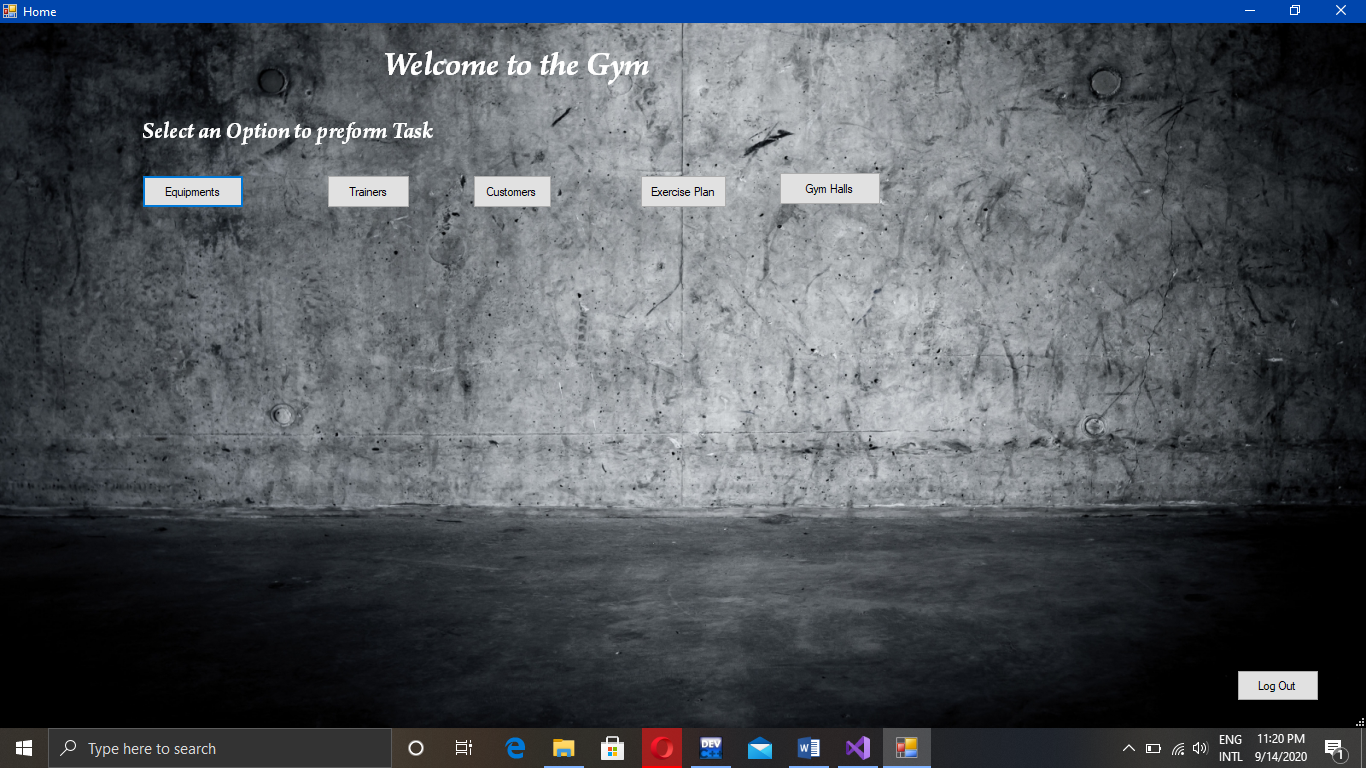 Home
Welcome to the Gym
Select an Option to preform Task
Equipments
Trainers
Customers
Exercise Plan
Gym Halls
Log Out
Type here to search
DEV
W
ENG
INTL
11:20 PM
9/14/2020
1